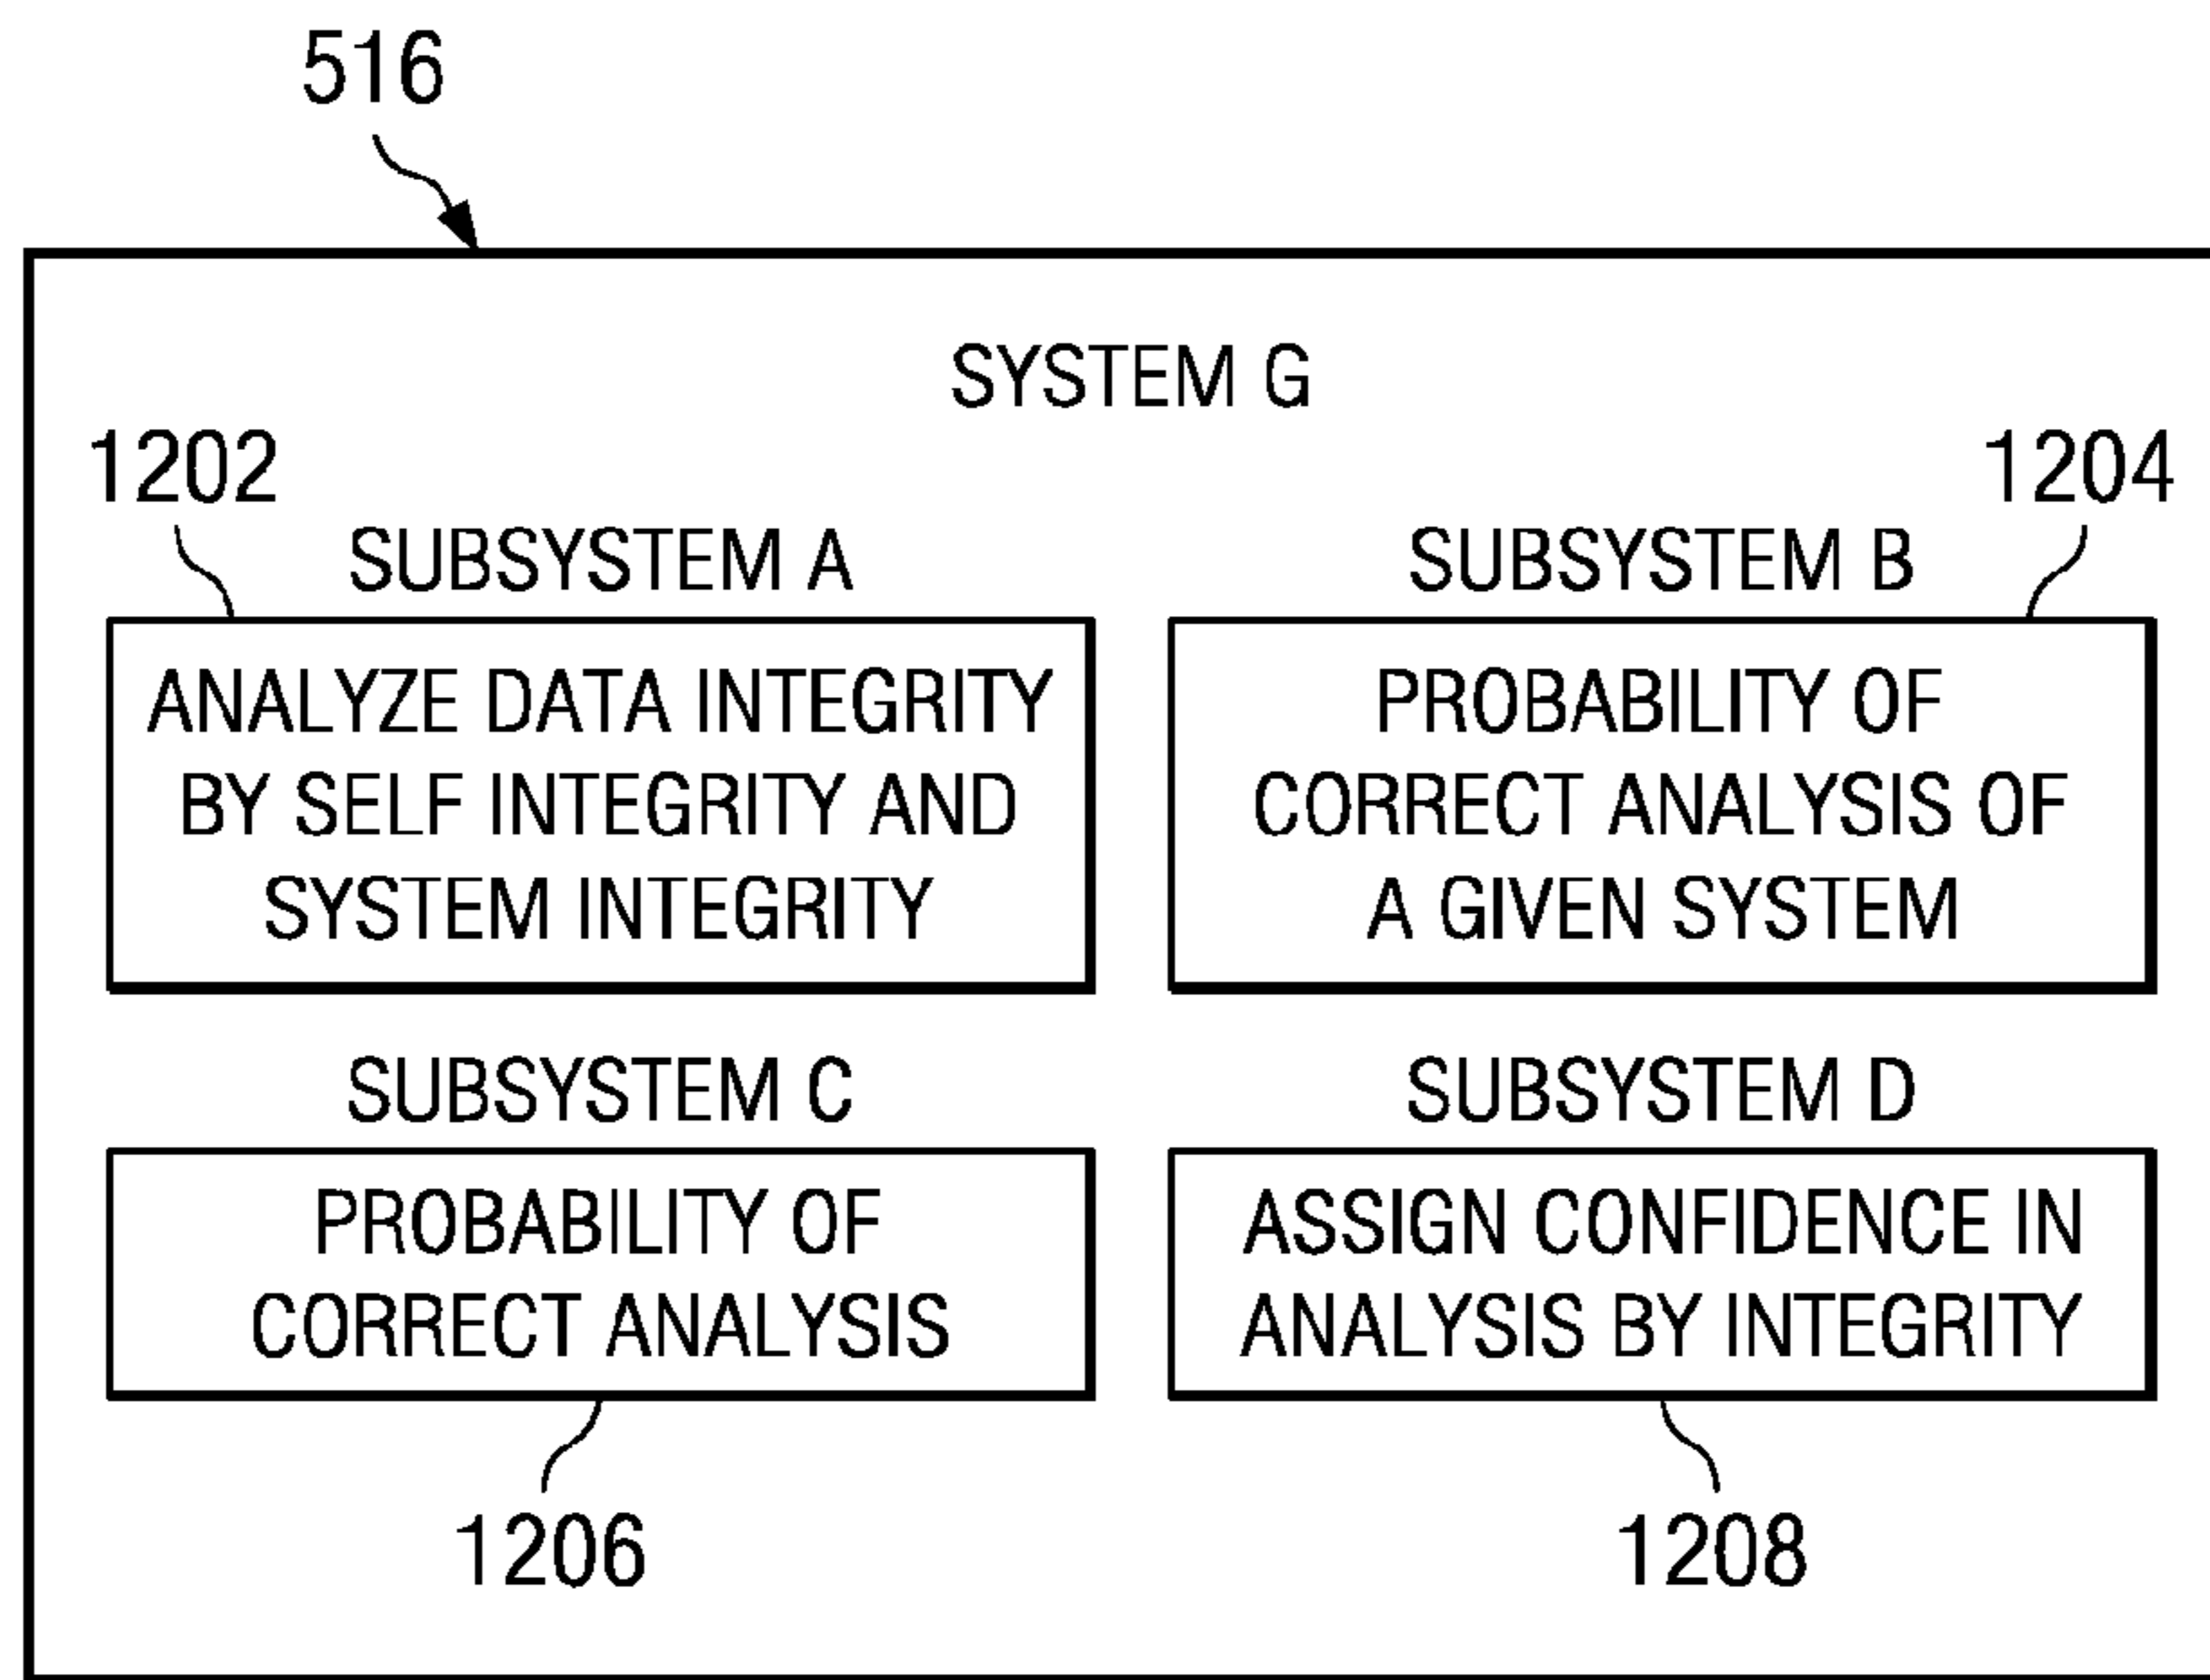 516
SYSTEM G
1202
1204
SUBSYSTEM A
SUBSYSTEM B
ANALYZE DATA INTEGRITY
BY SELF INTEGRITY AND
SYSTEM INTEGRITY
PROBABILITY OF
CORRECT ANALYSIS OF
A GIVEN SYSTEM
SUBSYSTEM C
SUBSYSTEM D
PROBABILITY OF
CORRECT ANALYSIS
ASSIGN CONFIDENCE IN
ANALYSIS BY INTEGRITY
1206
1208